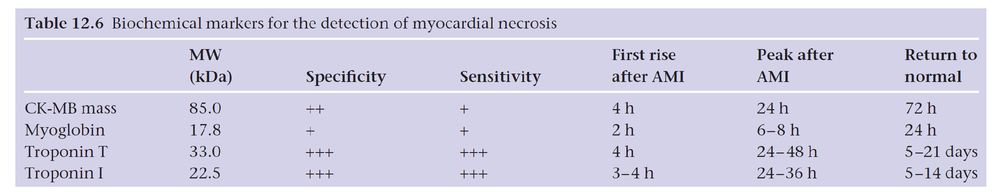 Table 12.6 Biochemical markers for the detection of myocardial necrosis
MW (kDa) Specificity Sensitivity First rise after AMI Peak after AMI Return to normal
CK-MB mass 85.0 ++ + 4 h 24 h 72 h
Myoglobin 17.8 + + 2 h 6–8 h 24 h
Troponin T 33.0 +++ +++ 4 h 24–48 h 5–21 days
Troponin I 22.5 +++ +++ 3–4 h 24–36 h 5–14 days